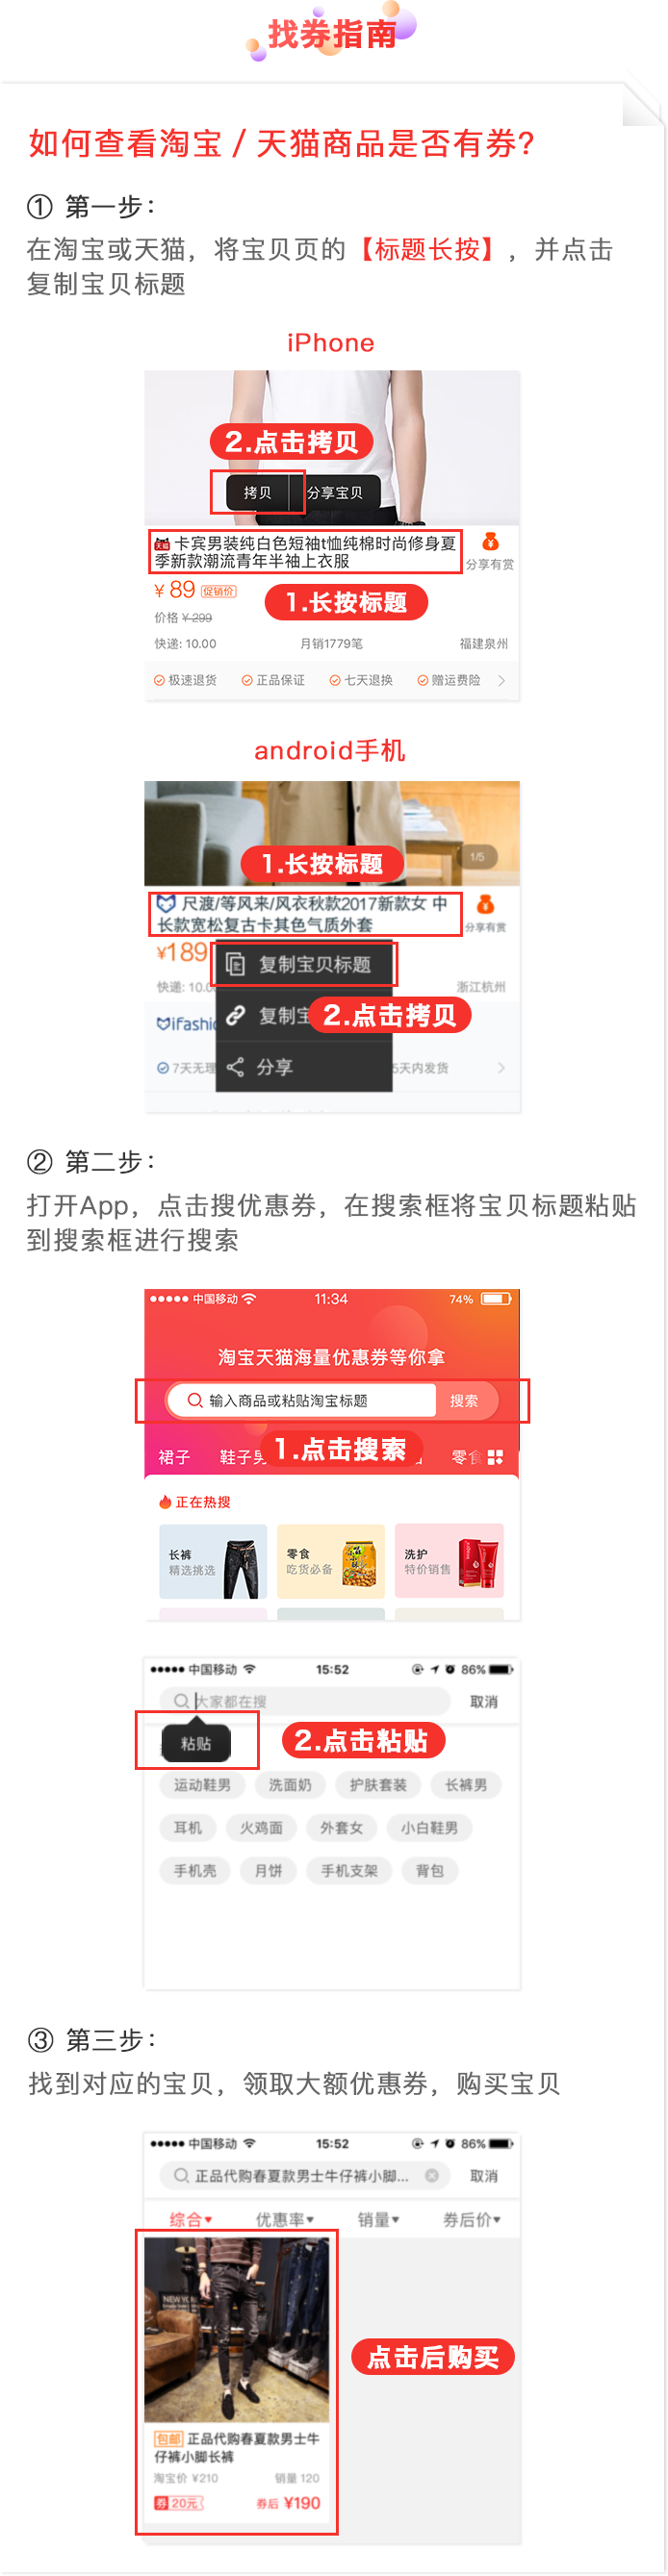 找券指南
如何查看淘宝 / 天猫商品是否有券?
① 第一步：
在淘宝或天猫，将宝贝页的【标题长按】，并点击
复制宝贝标题
iPhone
2.点击拷贝
拷贝 分享宝贝
天猫 卡宾男装纯白色短袖t恤纯棉时尚修身夏
季新款潮流青年半袖上衣服
分享有赏
¥ 89 促销价
1.长按标题
价格 ¥ 299
快递: 10.00 月销1779笔 福建泉州
极速退货 正品保证 七天退换 赠运费险
android手机
1.长按标题
1/5
尺渡/等风来/风衣秋款2017新款女 中
长款宽松复古卡其色气质外套
分享有赏
¥189
复制宝贝标题
快递: 10.0 浙江杭州
ifashi 复制宝 2.点击拷贝
7天无理 分享 5天内发货
② 第二步：
打开App，点击搜优惠券，在搜索框将宝贝标题粘贴
到搜索框进行搜索
中国移动 11:34 74%
淘宝天猫海量优惠券等你拿
输入商品或粘贴淘宝标题 搜索
1.点击搜索
裙子 鞋子男 零食
正在热搜
长裤 零食 洗护
精选挑选 吃货必备 特价销售
中国移动 15:52 86%
大家都在搜 取消
粘贴 2.点击粘贴
运动鞋男 洗面奶 护肤套装 长裤男
耳机 火鸡面 外套女 小白鞋男
手机壳 月饼 手机支架 背包
③ 第三步：
找到对应的宝贝，领取大额优惠券，购买宝贝
中国移动 15:52 86%
正品代购春夏款男士牛仔裤小脚... 取消
综合 优惠率 销量 券后价
NEW YO
点击后购买
包邮 正品代购春夏款男士牛
仔裤小脚长裤
淘宝价 ¥210 销量 120
券 20元 券后 ¥190